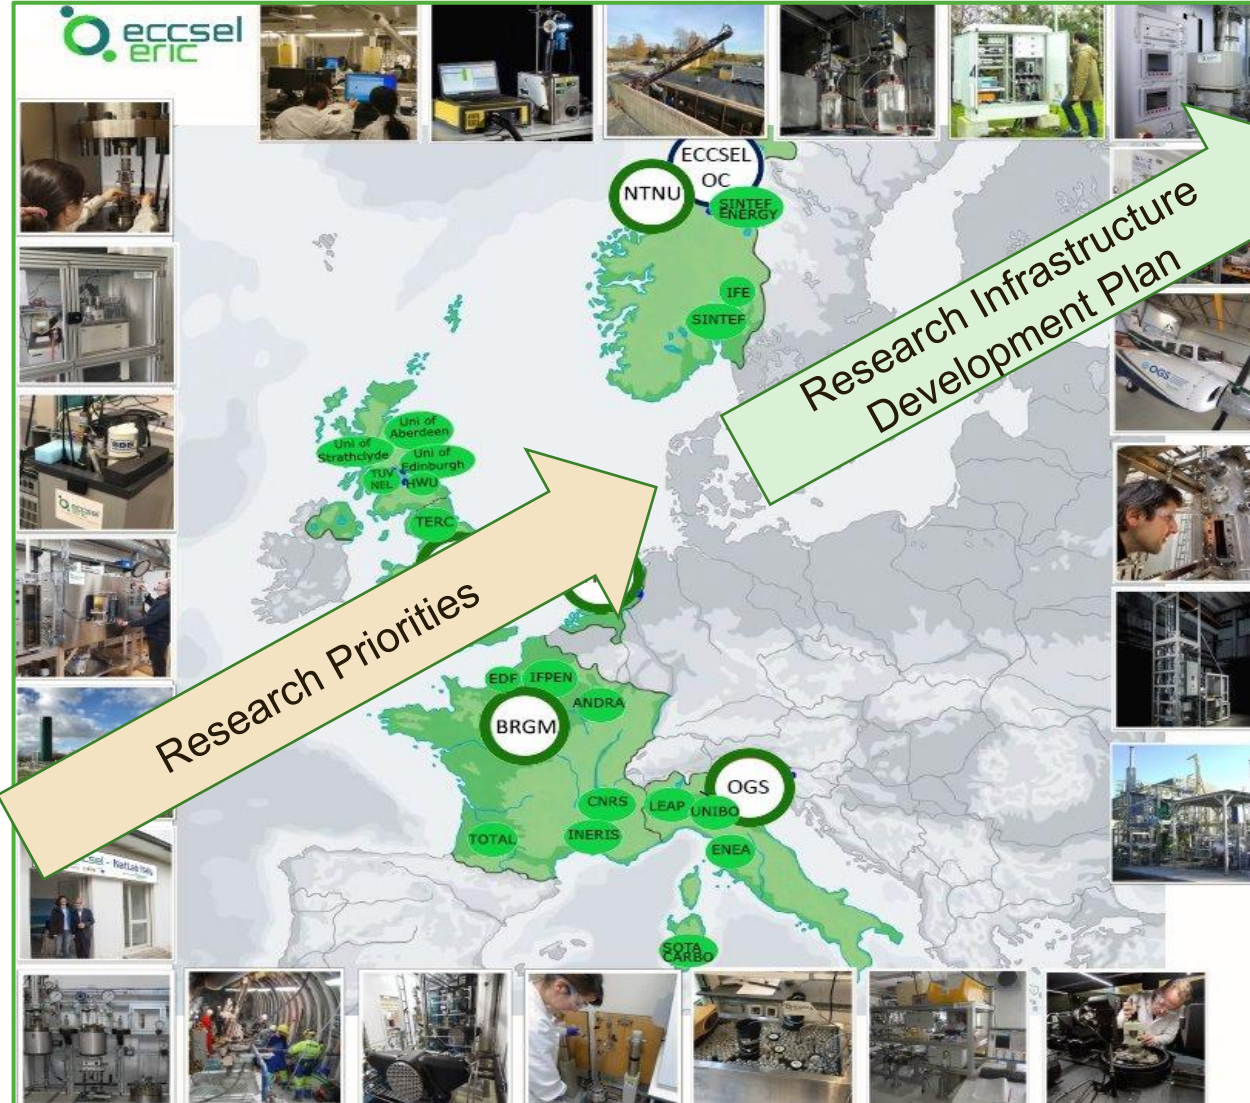 eccsel
eric
ECCSEL
OC
NTNU
SINTEF
ENERGY
IFE
SINTEF
Research Infrastructure
Development Plan
OGS
Uni of
Aberdeen
Uni of
Strathclyde
Uni of
Edinburgh
TUV
NEL
HWU
TERC
Research Priorities
eccsel
EDF
IFPEN
ANDRA
BRGM
OGS
CNRS
LEAP
UNIBO
TOTAL
INERIS
ENEA
SOTA
CARBO